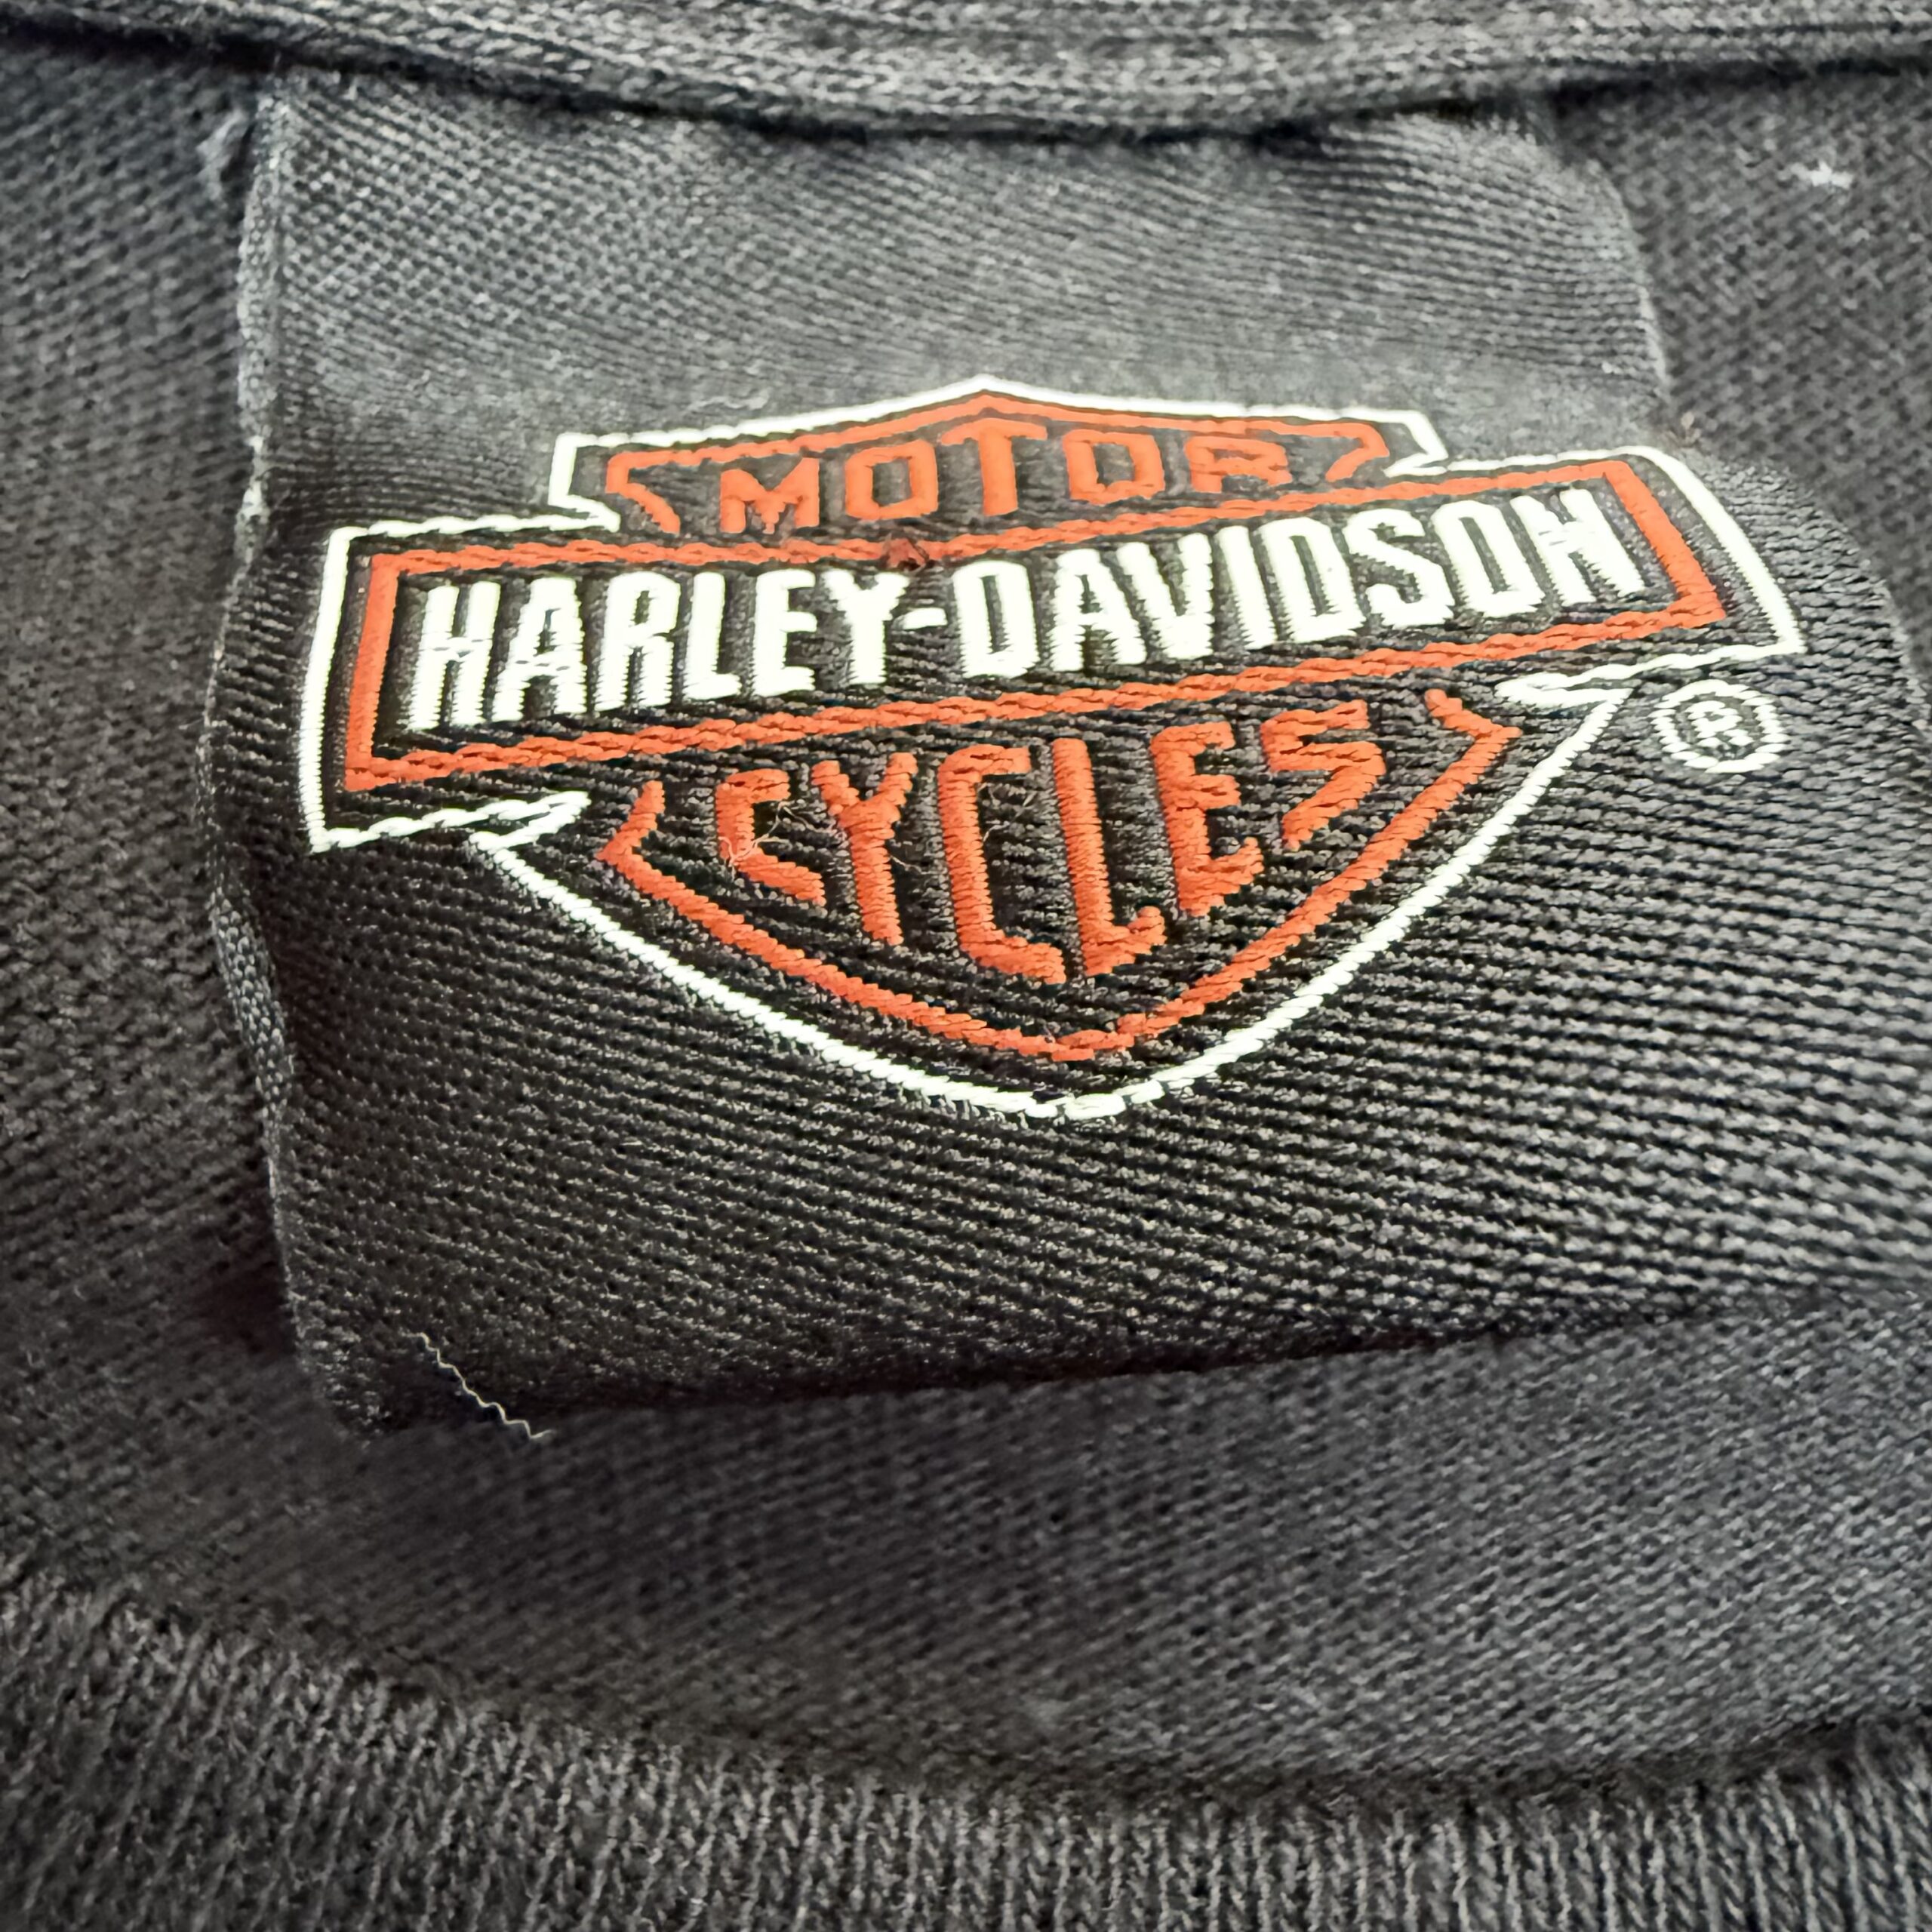 MOTOR
HARLEY-DAVIDSON
®
CYCLES